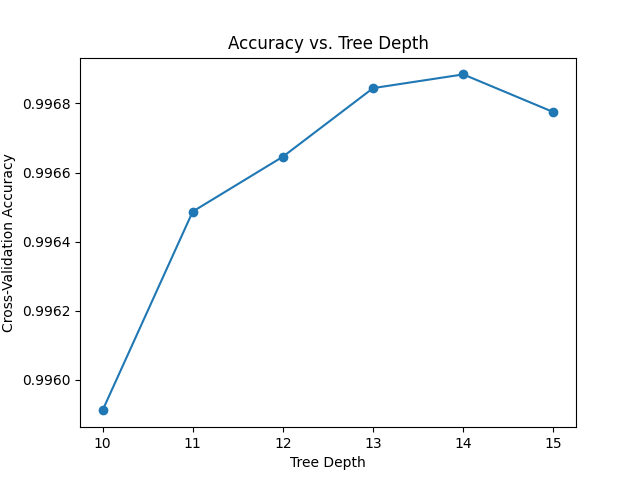 Accuracy vs. Tree Depth
Cross-Validation Accuracy
0.9968
0.9966
0.9964
0.9962
0.9960
10 11 12 13 14 15
Tree Depth